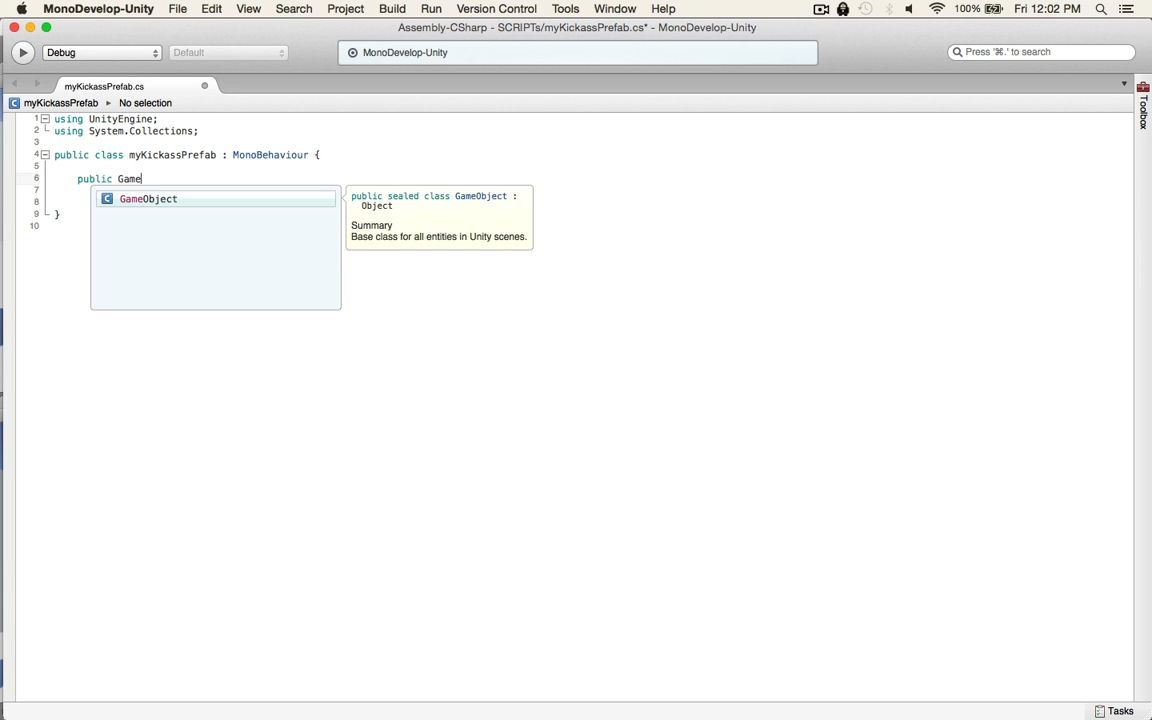 MonoDevelop-Unity File Edit View Search Project Build Run Version Control Tools Window Help 100% Fri 12:02 PM
Assembly-CSharp - SCRIPTs/myKickassPrefab.cs* - MonoDevelop-Unity
Debug Default MonoDevelop-Unity Press '⌘.' to search
myKickassPrefab.cs
myKickassPrefab ▸ No selection
1 using UnityEngine;
2 using System.Collections;
3
4 public class myKickassPrefab : MonoBehaviour {
5
6 public Game
7
8
9 }
10
GameObject
public sealed class GameObject :
Object
Summary
Base class for all entities in Unity scenes.
Toolbox
Tasks